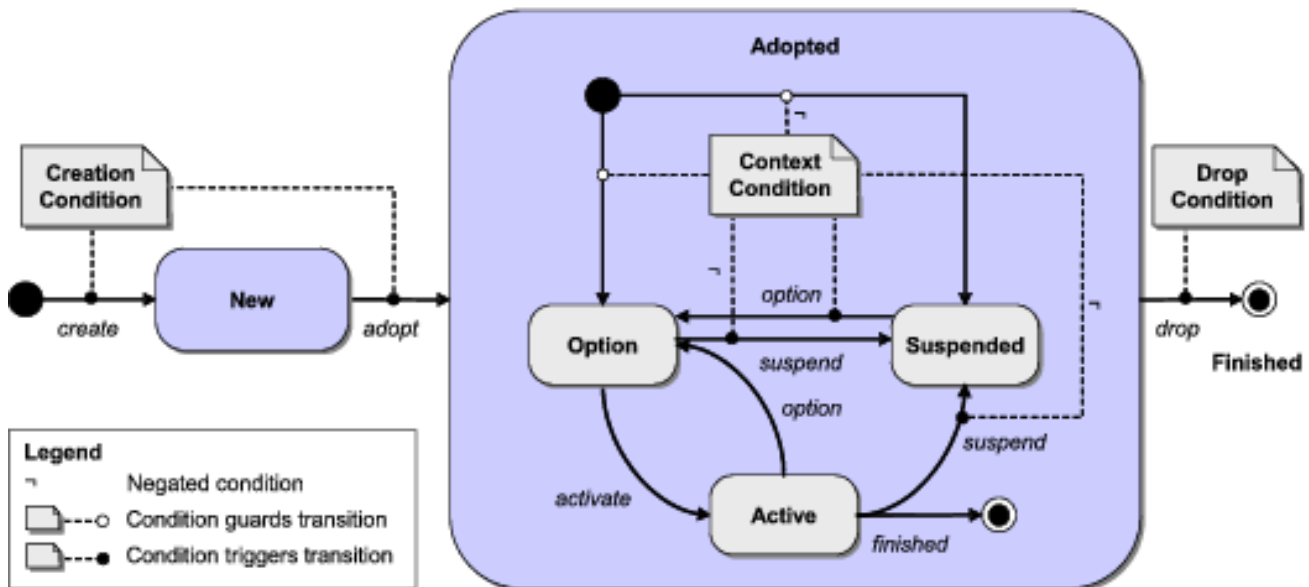 Adopted
¬
Creation
Condition
Context
Condition
Drop
Condition
¬
¬
New
create
adopt
option
Option
Suspended
suspend
option
suspend
drop
Finished
activate
Active
finished
Legend
¬ Negated condition
Condition guards transition
Condition triggers transition